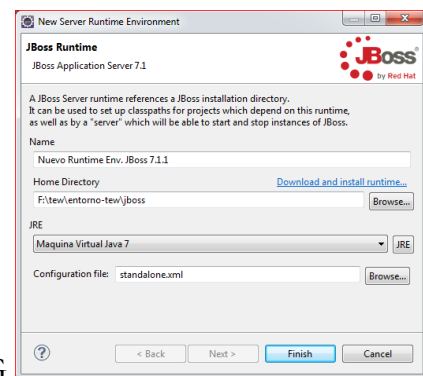 New Server Runtime Environment
JBoss Runtime
JBoss Application Server 7.1
JBoss
by Red Hat
A JBoss Server runtime references a JBoss installation directory.
It can be used to set up classpaths for projects which depend on this runtime,
as well as by a "server" which will be able to start and stop instances of JBoss.
Name
Nuevo Runtime Env. JBoss 7.1.1
Home Directory Download and install runtime...
F:\tew\entorno-tew\jboss Browse...
JRE
Maquina Virtual Java 7 JRE
Configuration file: standalone.xml Browse...
? < Back Next > Finish Cancel